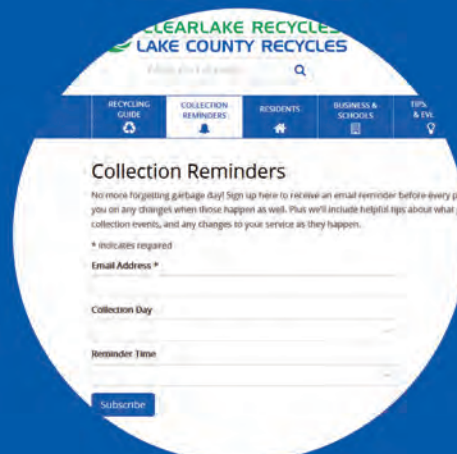 CLEARLAKE RECYCLES
LAKE COUNTY RECYCLES
RECYCLING
GUIDE
COLLECTION
REMINDERS
RESIDENTS
BUSINESS &
SCHOOLS
TIPS
& EV
Collection Reminders
No more forgetting garbage day! Sign up here to receive an email reminder before every p
you on any changes when those happen as well. Plus we'll include helpful tips about what
collection events, and any changes to your service as they happen.
* indicates required
Email Address *
Collection Day
Reminder Time
Subscribe